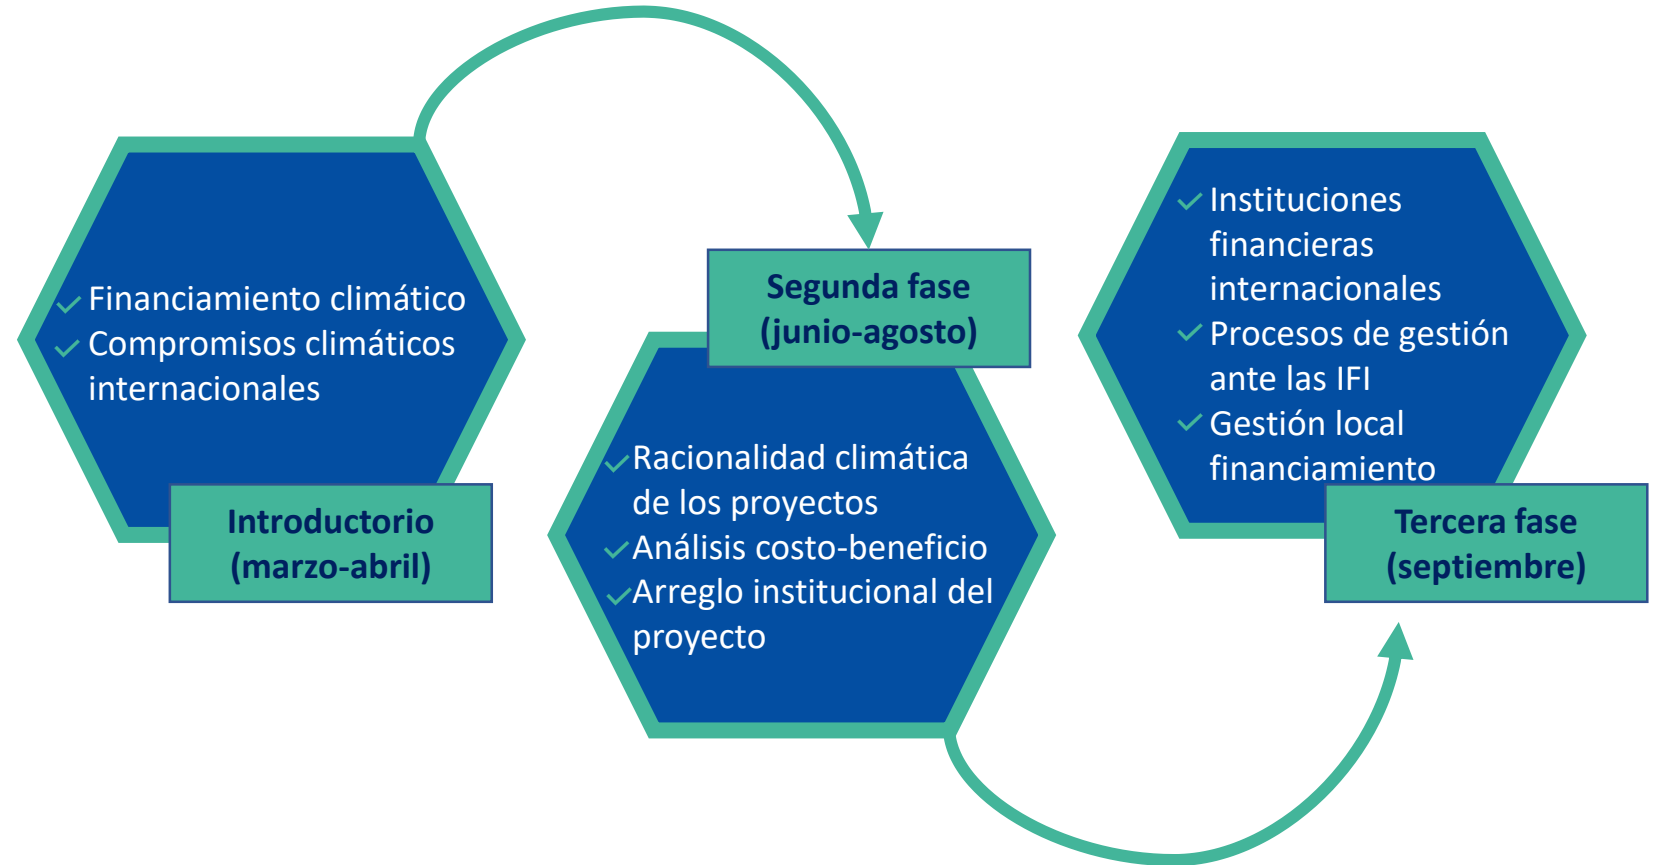 Financiamiento climático
Compromisos climáticos
internacionales
Introductorio
(marzo-abril)
Segunda fase
(junio-agosto)
Racionalidad climática
de los proyectos
Análisis costo-beneficio
Arreglo institucional del
proyecto
Instituciones
financieras
internacionales
Procesos de gestión
ante las IFI
Gestión local
financiamiento
Tercera fase
(septiembre)